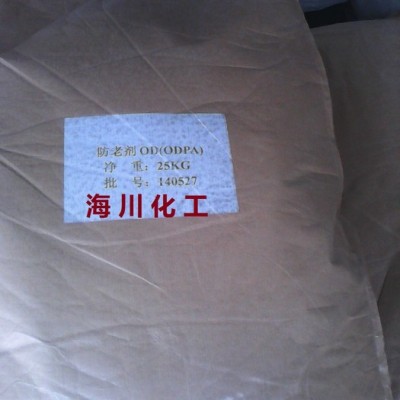 防老剂 OD(ODPA)
净 重: 25KG
批 号: 140527
海川化工